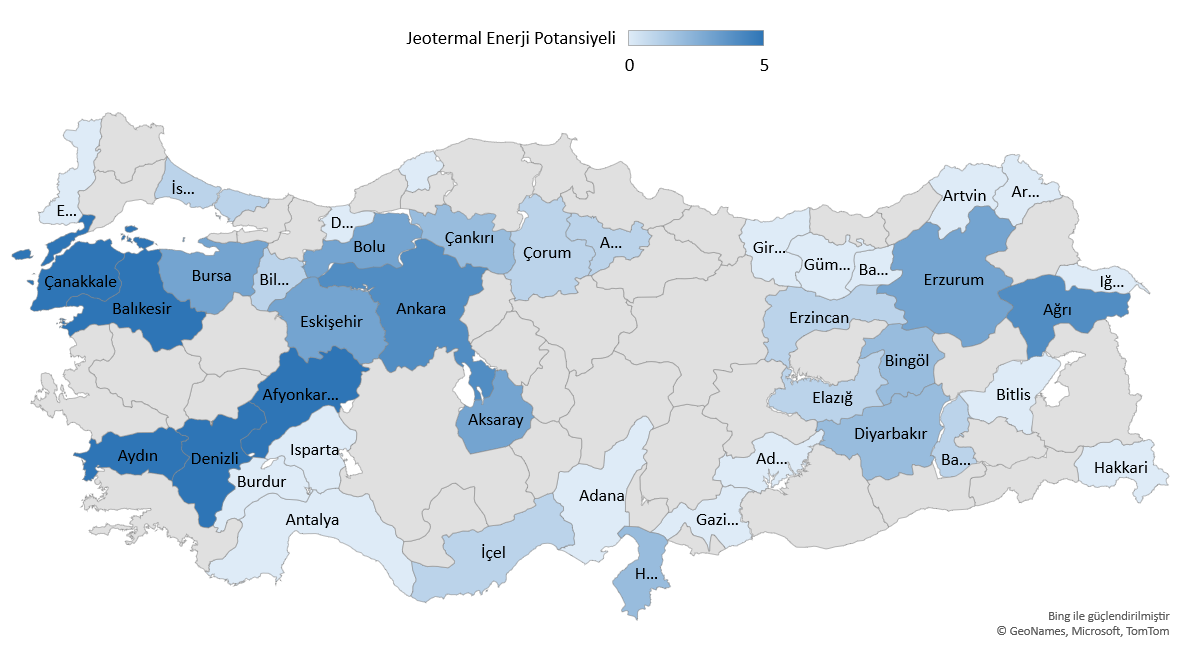 Jeotermal Enerji Potansiyeli
0 5
Artvin
Ar...
İs...
E...
D...
Bolu
Çankırı
Çorum
A...
Gir...
Güm...
Ba...
Erzurum
Iğ...
Çanakkale
Bursa
Bil...
Balıkesir
Eskişehir
Ankara
Erzincan
Ağrı
Bingöl
Afyonkar...
Aksaray
Elazığ
Bitlis
Diyarbakır
Aydın
Denizli
Isparta
Ad...
Ba...
Hakkari
Burdur
Adana
Antalya
Gazi...
İçel
H...
Bing ile güçlendirilmiştir
© GeoNames, Microsoft, TomTom